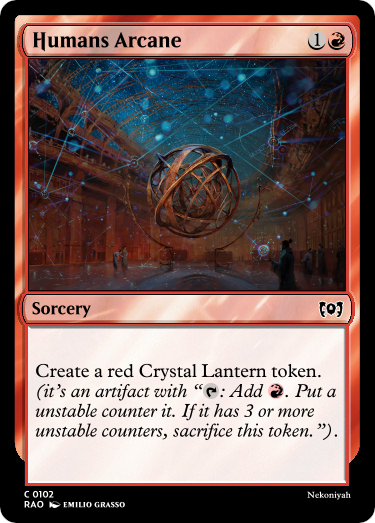 Humans Arcane 1
Sorcery
Create a red Crystal Lantern token.
(it's an artifact with “: Add . Put a
unstable counter it. If it has 3 or more
unstable counters, sacrifice this token.”).
C 0102
RAO EMILIO GRASSO
Nekoniyah